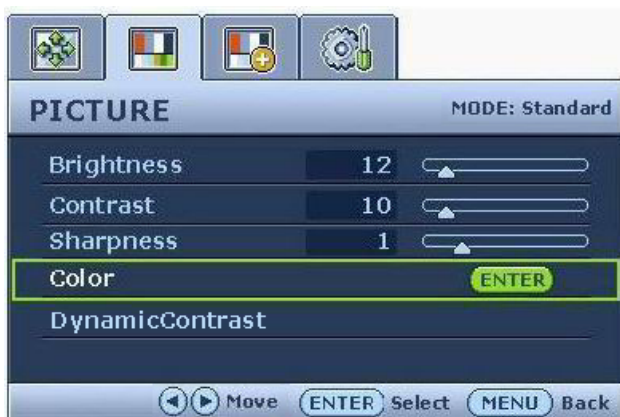 PICTURE MODE: Standard
Brightness 12
Contrast 10
Sharpness 1
Color ENTER
DynamicContrast
Move ENTER Select MENU Back